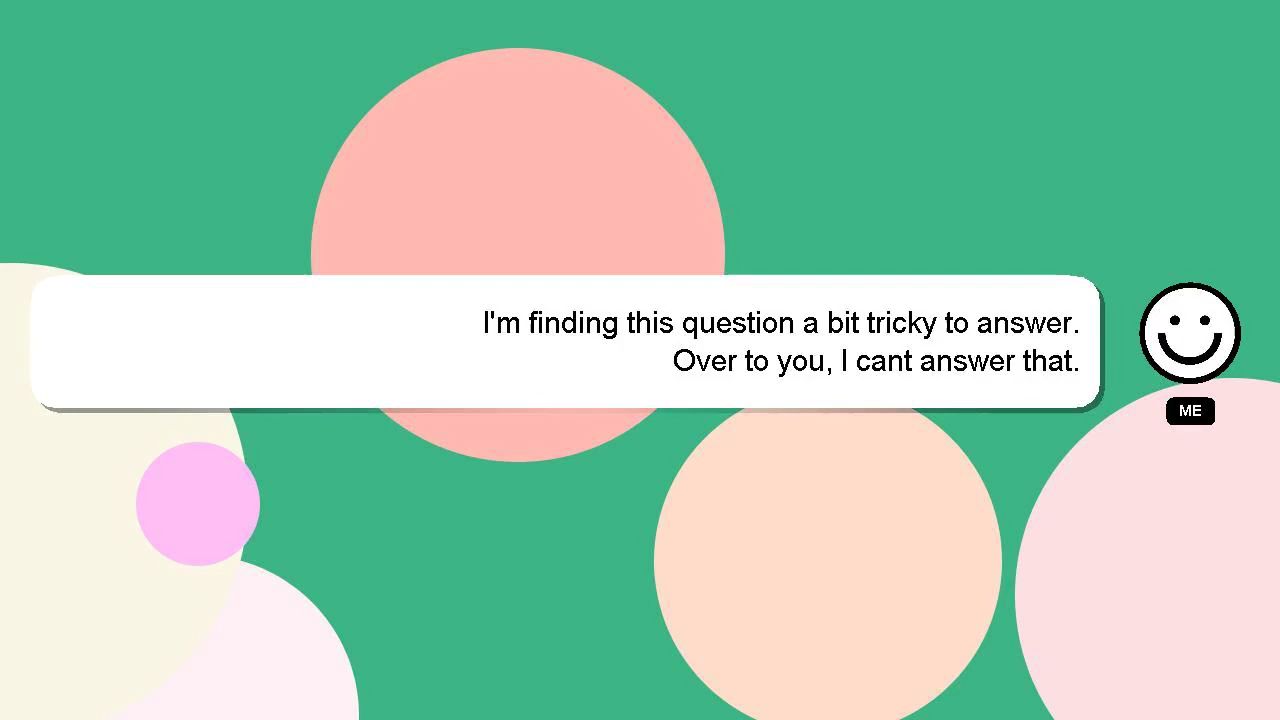 I'm finding this question a bit tricky to answer.
Over to you, I cant answer that.
ME